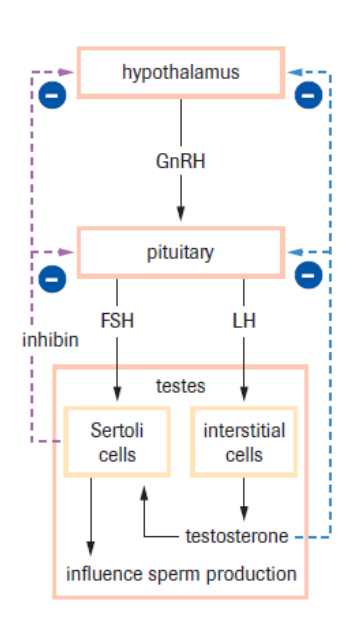 hypothalamus
−
−
GnRH
pituitary
−
−
FSH
LH
inhibin
testes
Sertoli
cells
interstitial
cells
testosterone
influence sperm production